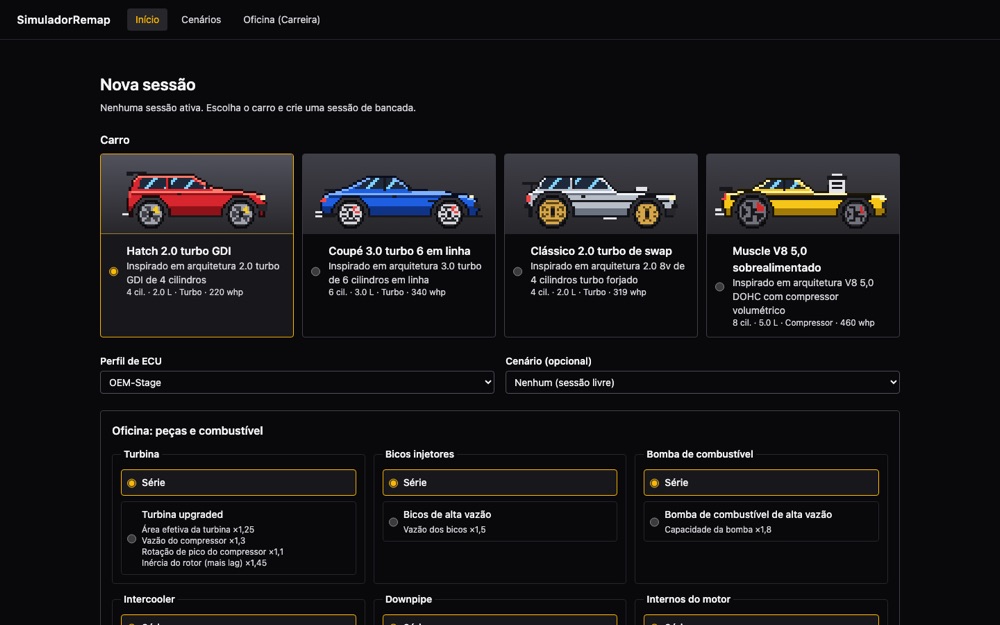 SimuladorRemap
Início
Cenários
Oficina (Carreira)
Nova sessão
Nenhuma sessão ativa. Escolha o carro e crie uma sessão de bancada.
Carro
Hatch 2.0 turbo GDI
Inspirado em arquitetura 2.0 turbo
GDI de 4 cilindros
4 cil. · 2.0 L · Turbo · 220 whp
Coupé 3.0 turbo 6 em linha
Inspirado em arquitetura 3.0 turbo
de 6 cilindros em linha
6 cil. · 3.0 L · Turbo · 340 whp
Clássico 2.0 turbo de swap
Inspirado em arquitetura 2.0 8v de
4 cilindros turbo forjado
4 cil. · 2.0 L · Turbo · 319 whp
Muscle V8 5,0
sobrealimentado
Inspirado em arquitetura V8 5,0
DOHC com compressor
volumétrico
8 cil. · 5.0 L · Compressor · 460 whp
Perfil de ECU
OEM-Stage
Cenário (opcional)
Nenhum (sessão livre)
Oficina: peças e combustível
Turbina
Série
Turbina upgraded
Área efetiva da turbina ×1,25
Vazão do compressor ×1,3
Rotação de pico do compressor ×1,1
Inércia do rotor (mais lag) ×1,45
Bicos injetores
Série
Bicos de alta vazão
Vazão dos bicos ×1,5
Bomba de combustível
Série
Bomba de combustível de alta vazão
Capacidade da bomba ×1,8
Intercooler
Downpipe
Internos do motor